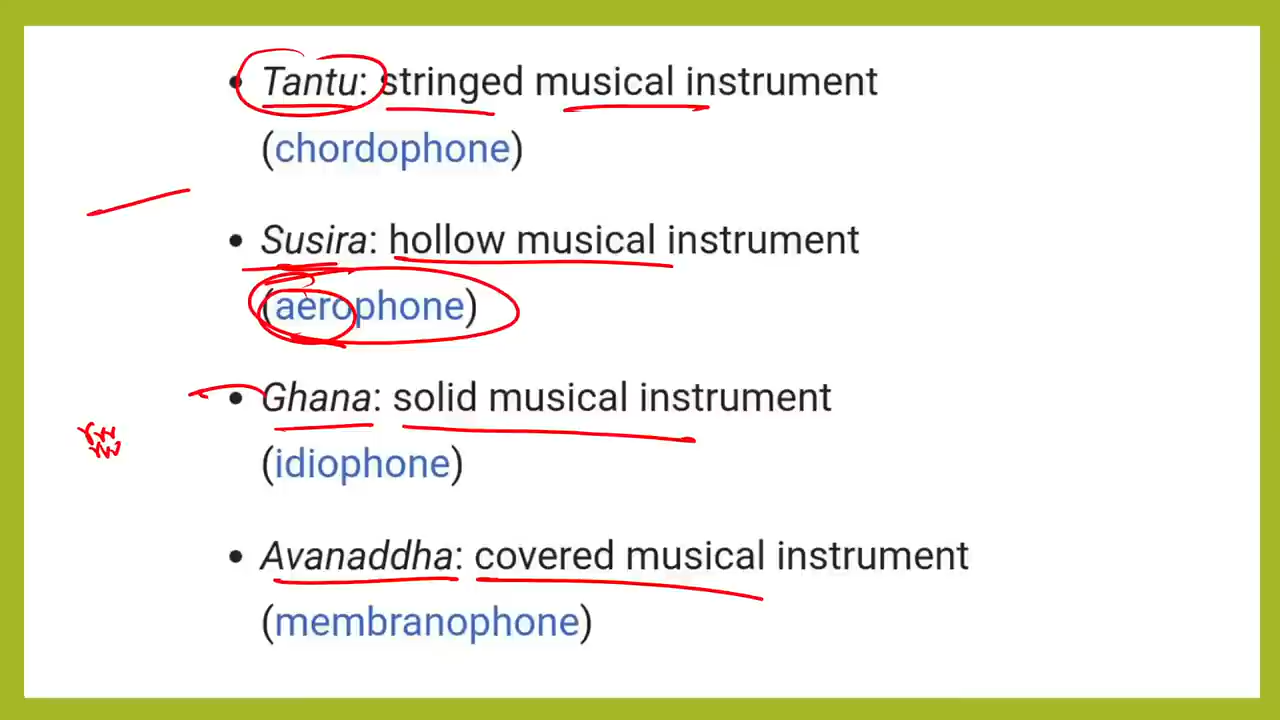 • Tantu: stringed musical instrument
(chordophone)
• Susira: hollow musical instrument
(aerophone)
• Ghana: solid musical instrument
(idiophone)
• Avanaddha: covered musical instrument
(membranophone)